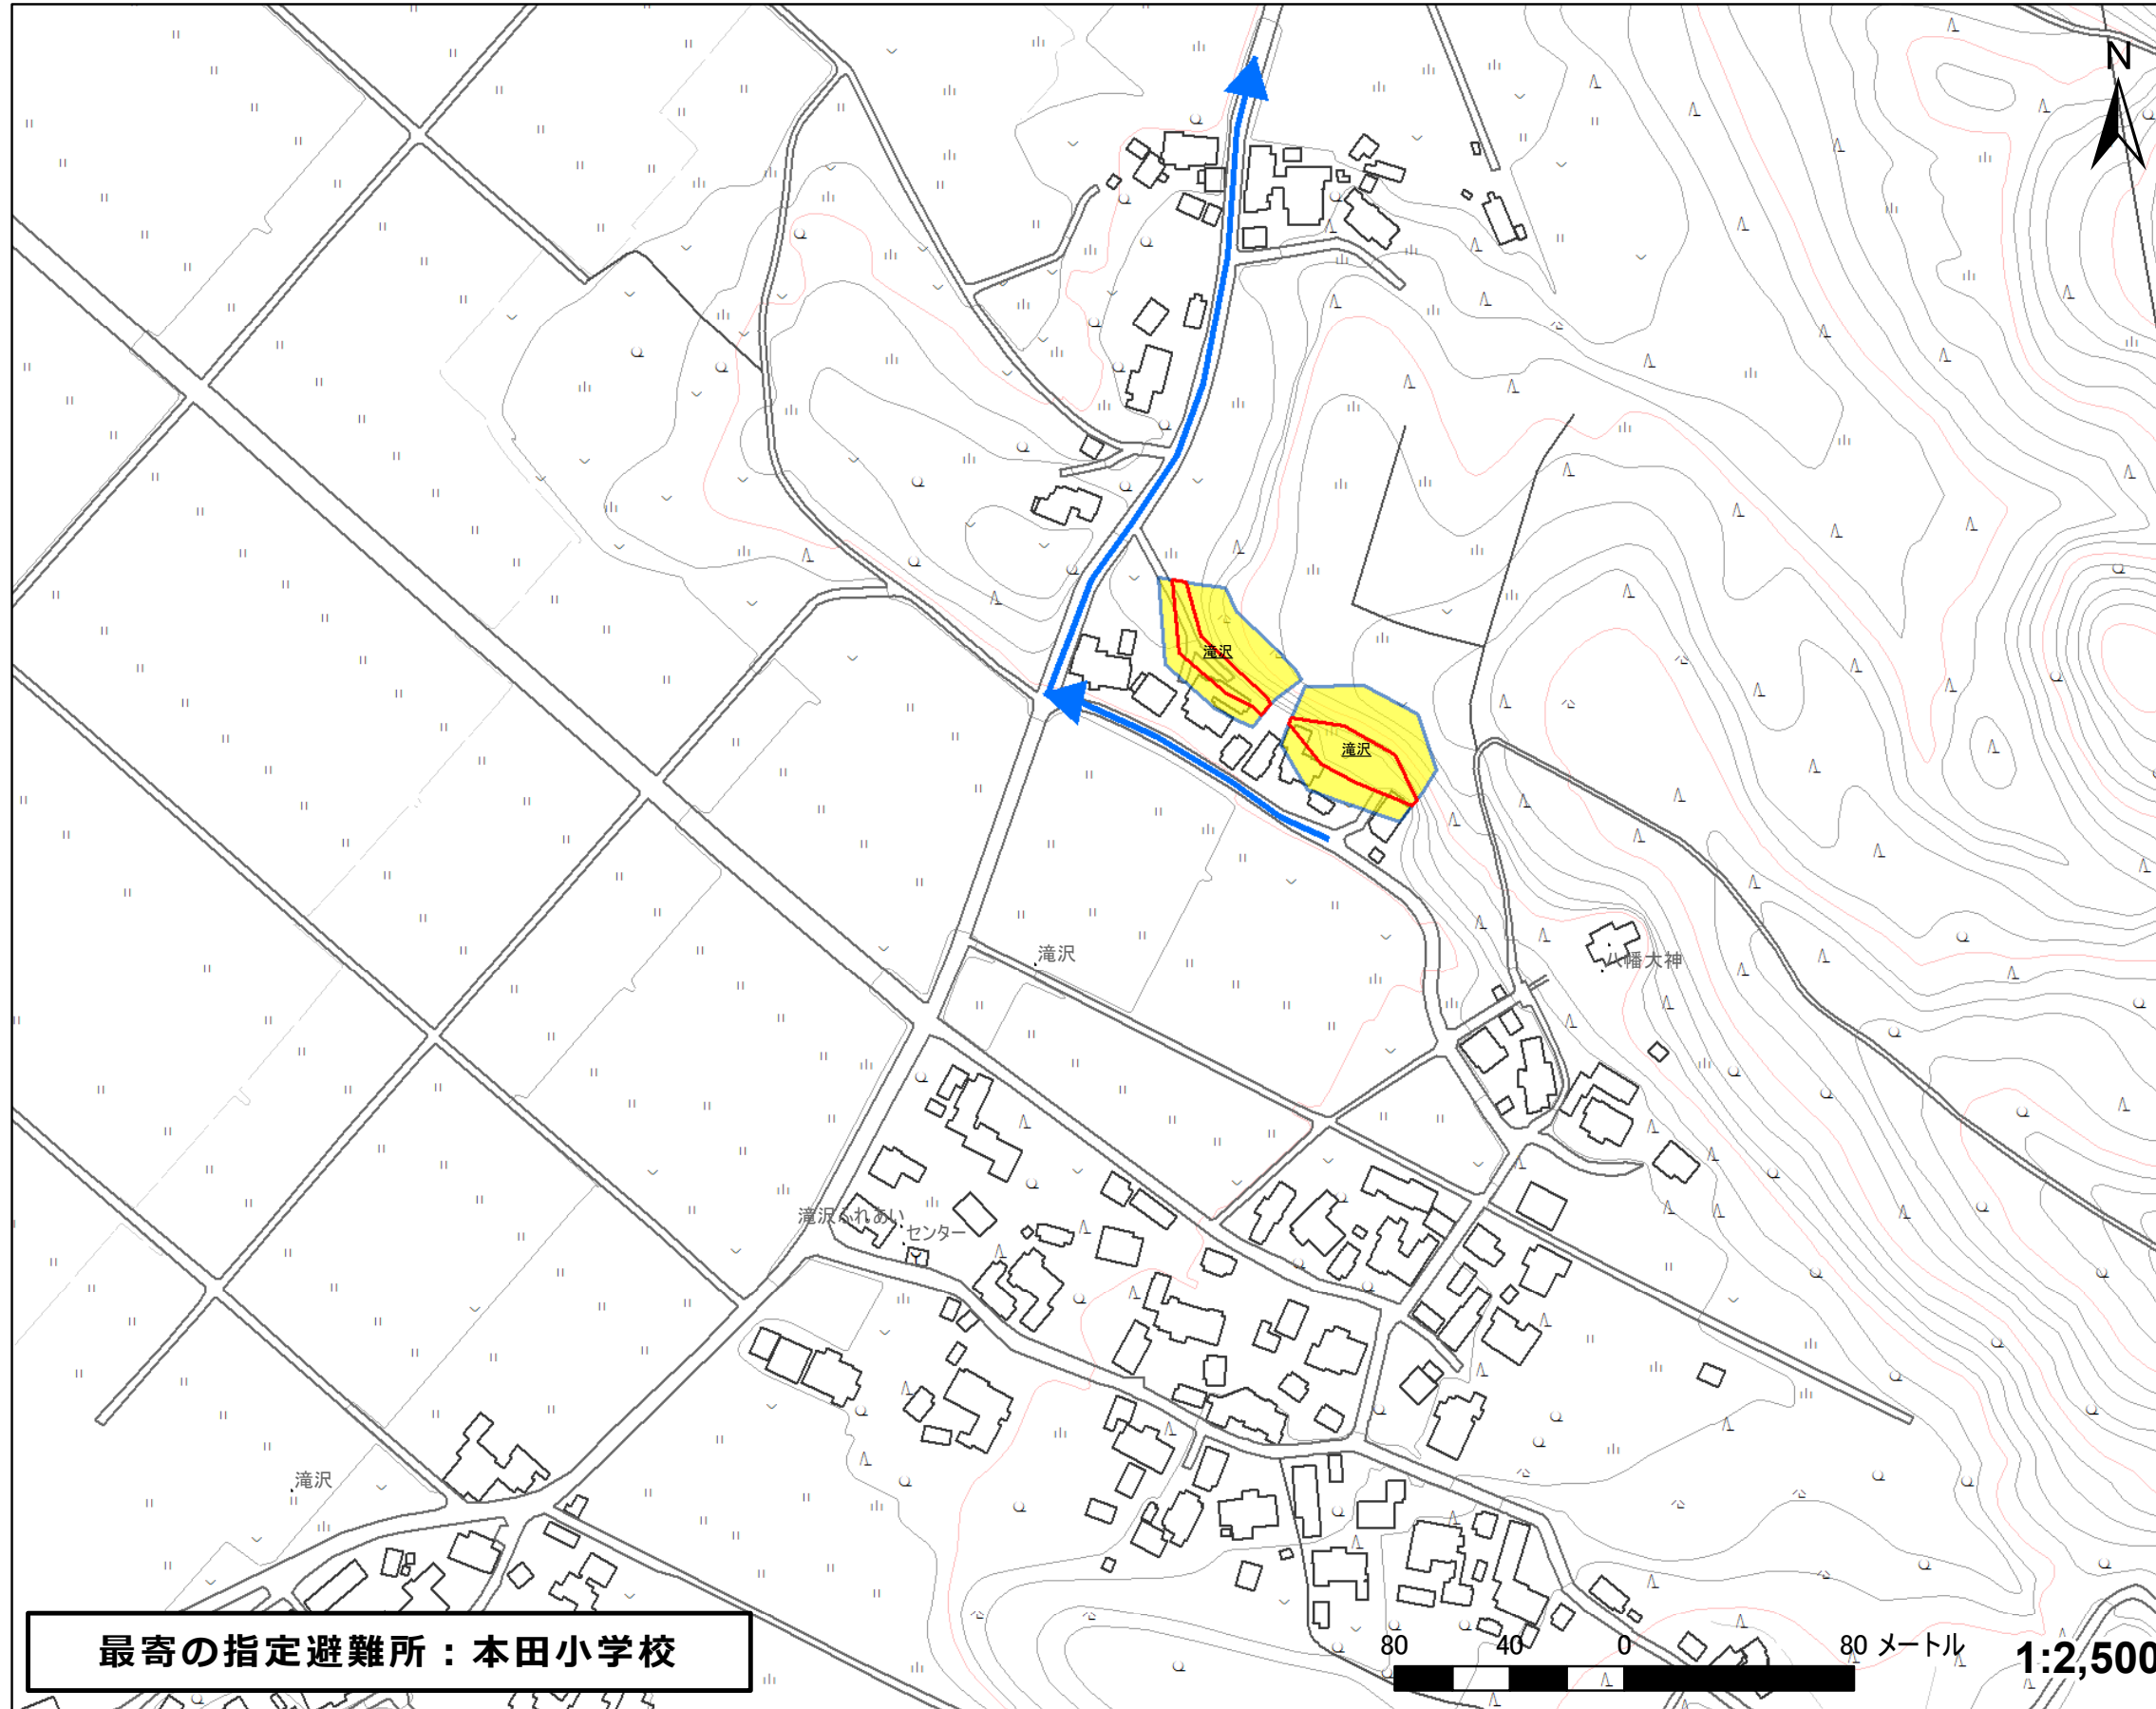 N
滝沢
滝沢
滝沢
八幡大神
滝沢ふれあい
センター
滝沢
最寄の指定避難所：本田小学校
80 40 0 80 メートル
1:2,500